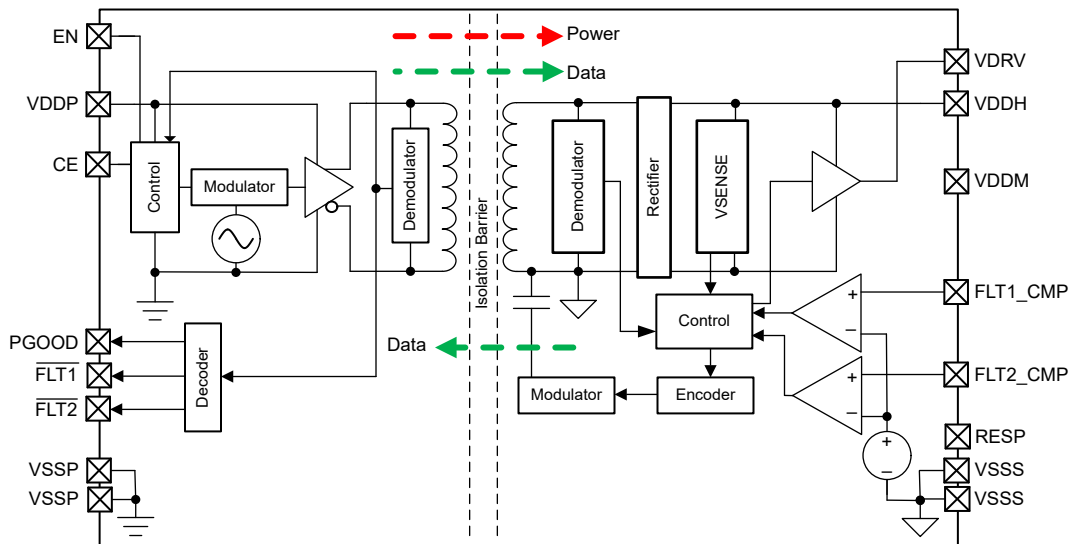 EN
VDDP
CE
PGOOD
FLT1
FLT2
VSSP
VSSP
Control
Modulator
Demodulator
Decoder
Power
Data
Isolation Barrier
Data
Demodulator
Rectifier
VSENSE
Control
Modulator
Encoder
+
−
+
−
+
−
VDRV
VDDH
VDDM
FLT1_CMP
FLT2_CMP
RESP
VSSS
VSSS